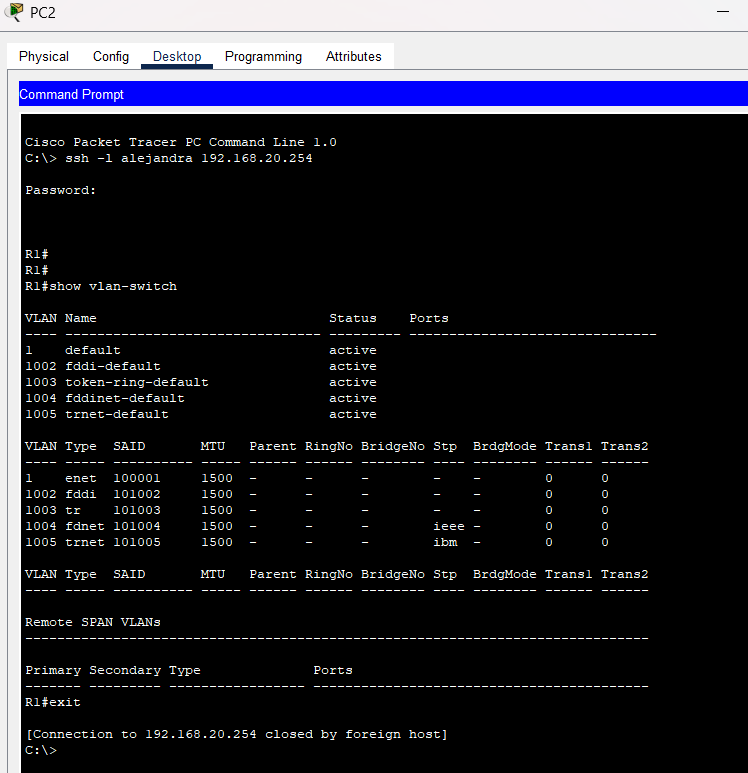 PC2
Physical Config Desktop Programming Attributes
Command Prompt
Cisco Packet Tracer PC Command Line 1.0
C:\> ssh -l alejandra 192.168.20.254
Password:
R1#
R1#
R1#show vlan-switch
VLAN Name                             Status    Ports
---- -------------------------------- --------- -------------------------------
1    default                          active
1002 fddi-default                     active
1003 token-ring-default               active
1004 fddinet-default                  active
1005 trnet-default                    active
VLAN Type  SAID       MTU   Parent RingNo BridgeNo Stp  BrdgMode Trans1 Trans2
---- ----- ---------- ----- ------ ------ -------- ---- -------- ------ ------
1    enet  100001     1500  -      -      -        -    -        0      0
1002 fddi  101002     1500  -      -      -        -    -        0      0
1003 tr    101003     1500  -      -      -        -    -        0      0
1004 fdnet 101004     1500  -      -      -        ieee -        0      0
1005 trnet 101005     1500  -      -      -        ibm  -        0      0
VLAN Type  SAID       MTU   Parent RingNo BridgeNo Stp  BrdgMode Trans1 Trans2
---- ----- ---------- ----- ------ ------ -------- ---- -------- ------ ------
Remote SPAN VLANs
------------------------------------------------------------------------------
Primary Secondary Type              Ports
------- --------- ----------------- ------------------------------------------
R1#exit
[Connection to 192.168.20.254 closed by foreign host]
C:\>